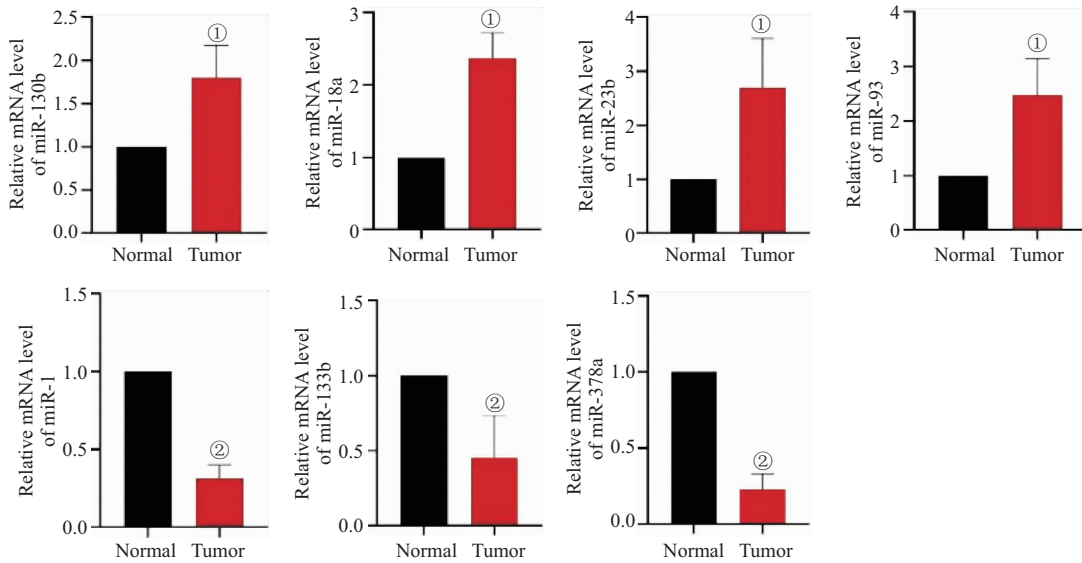 Relative mRNA level
of miR-130b
2.5
2.0
1.5
1.0
0.5
0.0
①
Normal Tumor
Relative mRNA level
of miR-18a
3
2
1
0
①
Normal Tumor
Relative mRNA level
of miR-23b
4
3
2
1
0
①
Normal Tumor
Relative mRNA level
of miR-93
4
3
2
1
0
①
Normal Tumor
Relative mRNA level
of miR-1
1.5
1.0
0.5
0.0
②
Normal Tumor
Relative mRNA level
of miR-133b
1.5
1.0
0.5
0.0
②
Normal Tumor
Relative mRNA level
of miR-378a
1.5
1.0
0.5
0.0
②
Normal Tumor